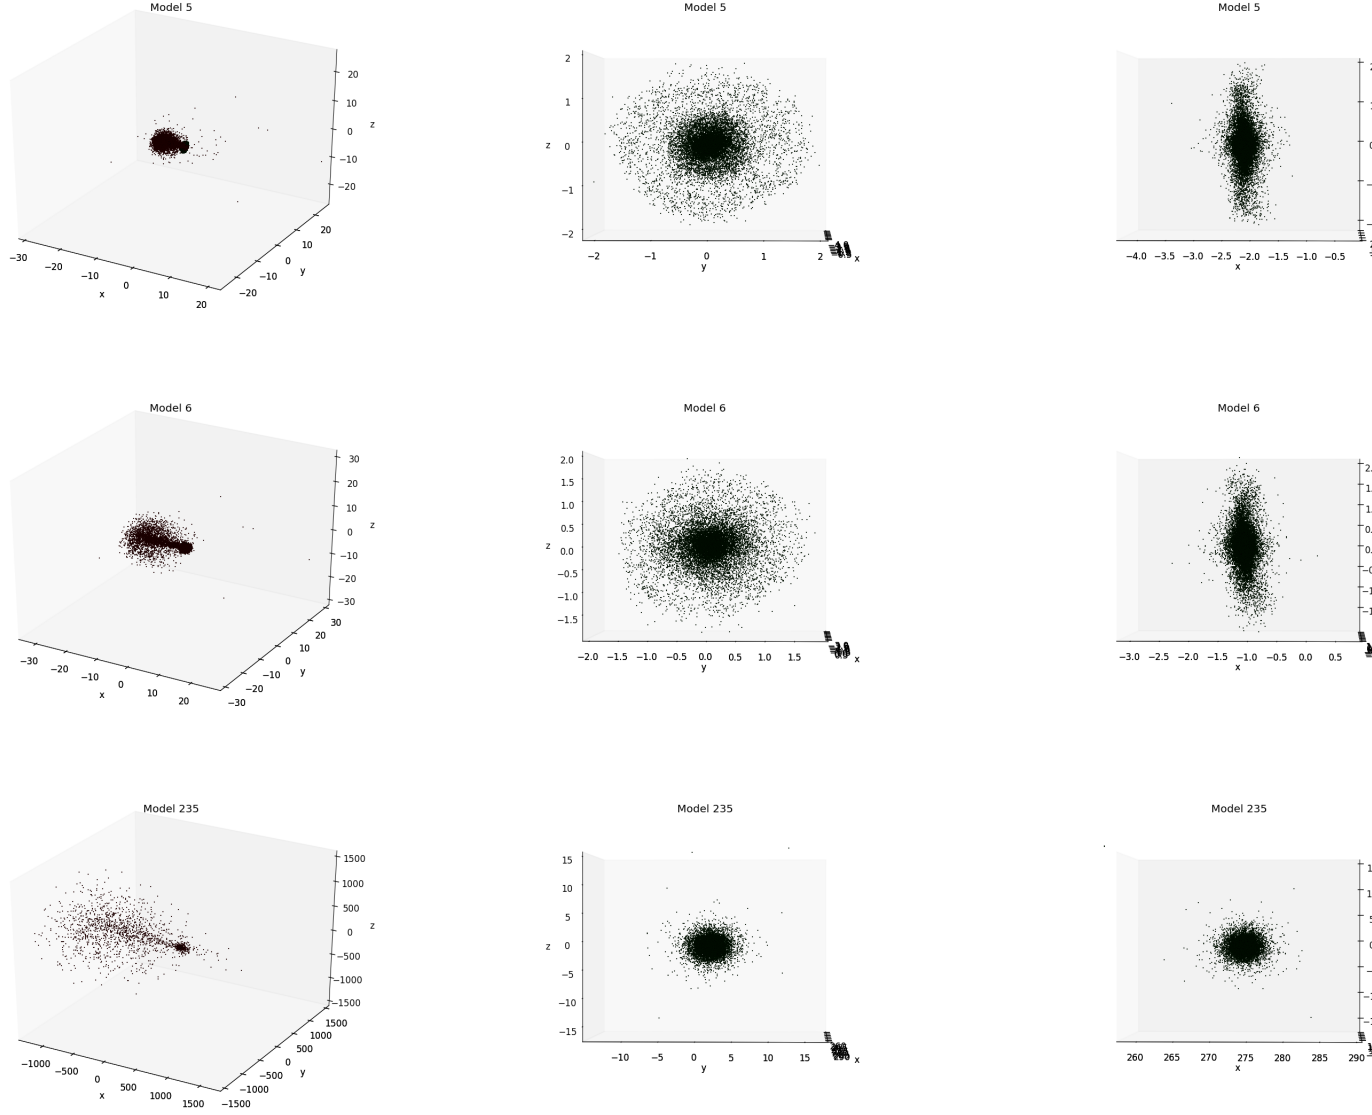 Model 5 Model 5 Model 5
20
10
0 z
−10
−20
−30 −20 −10 0 10 20
x
−20 −10 0 10 20
y
2
1
z 0
−1
−2
−2 −1 0 1 2
y x
−4.0 −3.5 −3.0 −2.5 −2.0 −1.5 −1.0 −0.5
x
Model 6 Model 6 Model 6
30
20
10
0 z
−10
−20
−30
−30 −20 −10 0 10 20
x
−30 −20 −10 0 10 20 30
y
2.0
1.5
1.0
0.5
z 0.0
−0.5
−1.0
−1.5
−2.0 −1.5 −1.0 −0.5 0.0 0.5 1.0 1.5
y x
−3.0 −2.5 −2.0 −1.5 −1.0 −0.5 0.0 0.5
x
Model 235 Model 235 Model 235
1500
1000
500
0 z
−500
−1000
−1500
−1000 −500 0 500 1000 1500
x
−1500 −1000 −500 0 500 1000 1500
y
15
10
5
z 0
−5
−10
−15
−10 −5 0 5 10 15
y x
260 265 270 275 280 285 290
x